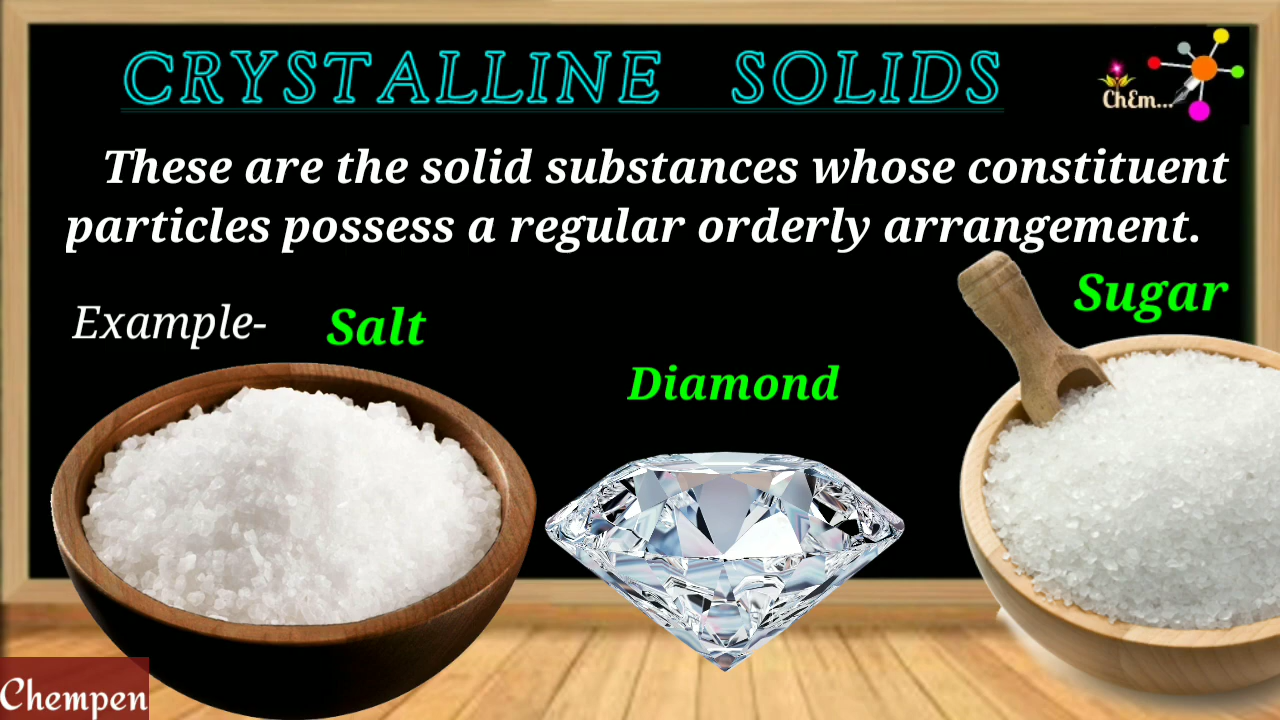 CRYSTALLINE SOLIDS
ChEm...
These are the solid substances whose constituent
particles possess a regular orderly arrangement.
Example- Salt
Sugar
Diamond
Chempen